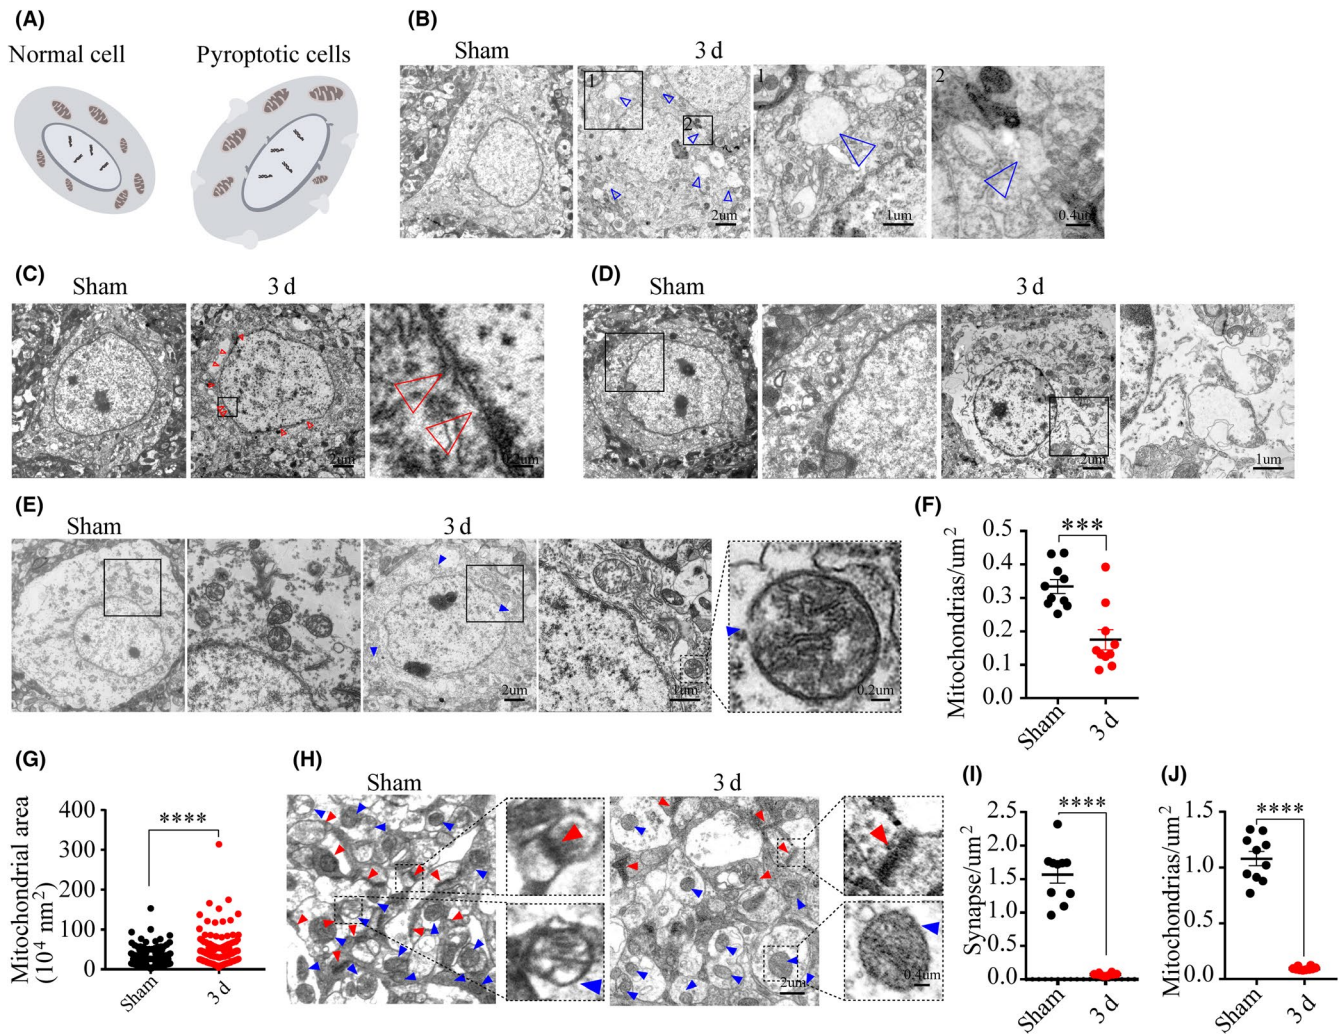 (A)
Normal cell
Pyroptotic cells
(B)
Sham
3 d
1
2
2um
1
1um
2
0.4um
(C)
Sham
3 d
2um
(D)
Sham
3 d
2um
1um
(E)
Sham
3 d
2um
1um
0.2um
(F)
Mitochondrias/um²
0.5
0.4
0.3
0.2
0.1
0.0
***
Sham
3 d
(G)
Mitochondrial area
(10⁴ nm²)
400
300
200
100
0
****
Sham
3 d
(H)
Sham
3 d
2um
0.4um
(I)
Synapse/um²
2.5
2.0
1.5
1.0
0.5
0.0
****
Sham
3 d
(J)
Mitochondrias/um²
1.5
1.0
0.5
0.0
****
Sham
3 d